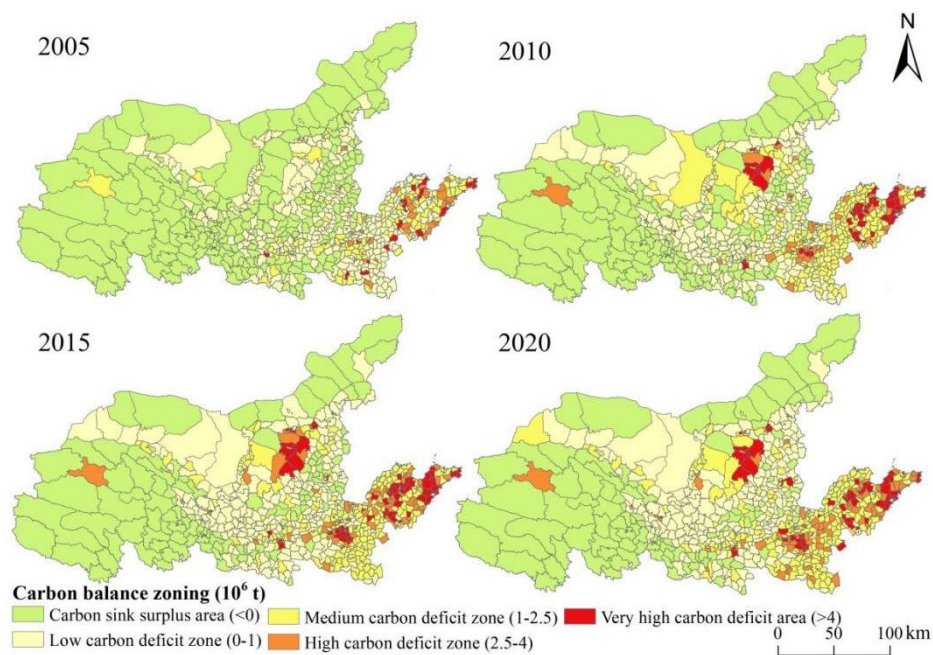 2005
2010
N
2015
2020
Carbon balance zoning (10⁶ t)
Carbon sink surplus area (<0)
Medium carbon deficit zone (1-2.5)
Very high carbon deficit area (>4)
Low carbon deficit zone (0-1)
High carbon deficit zone (2.5-4)
0 50 100 km